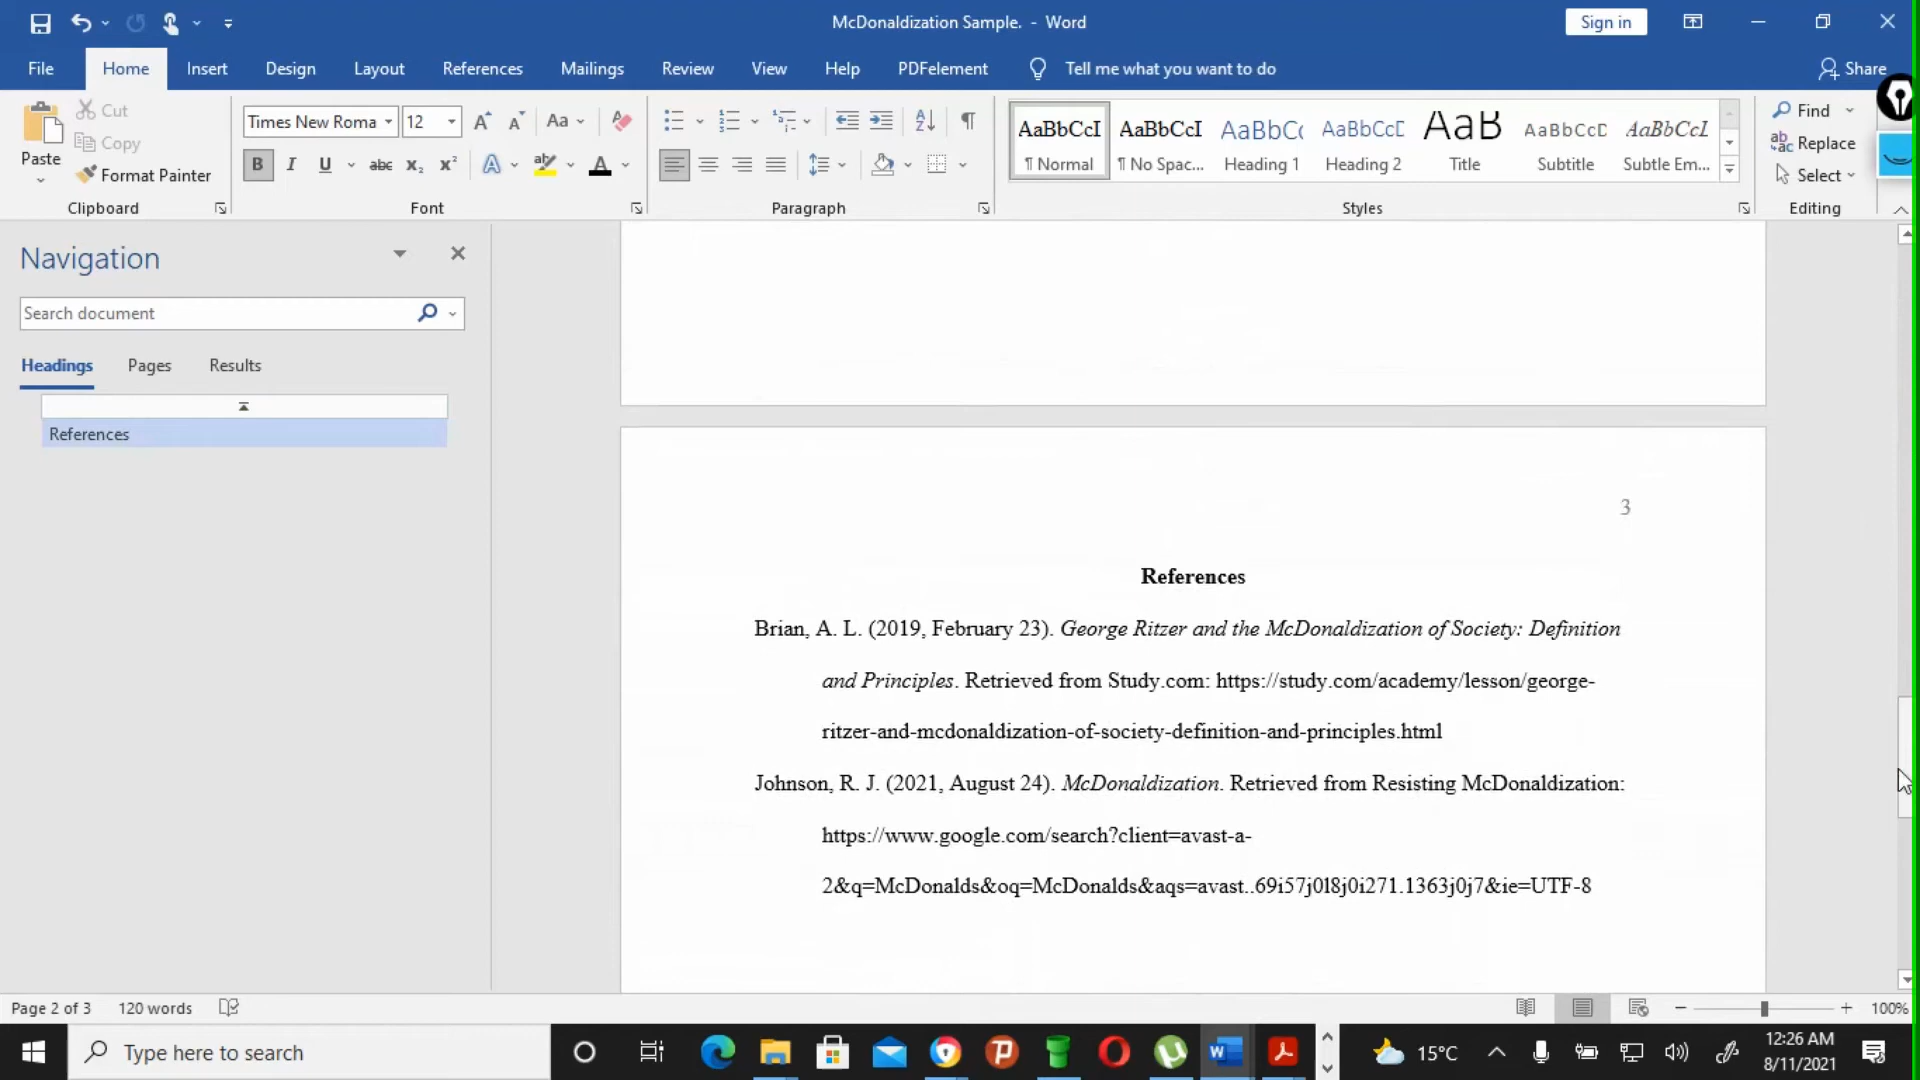 McDonaldization Sample. - Word
Sign in
File Home Insert Design Layout References Mailings Review View Help PDFelement Tell me what you want to do Share
Paste
Cut
Copy
Format Painter
Clipboard
Times New Roma 12
Font
Paragraph
AaBbCcI AaBbCcI AaBbCc AaBbCcD AaB AaBbCcD AaBbCcI
¶ Normal ¶ No Spac... Heading 1 Heading 2 Title Subtitle Subtle Em...
Styles
Find
Replace
Select
Editing
Navigation
Search document
Headings Pages Results
References
3
References
Brian, A. L. (2019, February 23). George Ritzer and the McDonaldization of Society: Definition
and Principles. Retrieved from Study.com: https://study.com/academy/lesson/george-
ritzer-and-mcdonaldization-of-society-definition-and-principles.html
Johnson, R. J. (2021, August 24). McDonaldization. Retrieved from Resisting McDonaldization:
https://www.google.com/search?client=avast-a-
2&q=McDonalds&oq=McDonalds&aqs=avast..69i57j0l8j0i271.1363j0j7&ie=UTF-8
Page 2 of 3 120 words
100%
Type here to search
15°C
12:26 AM
8/11/2021